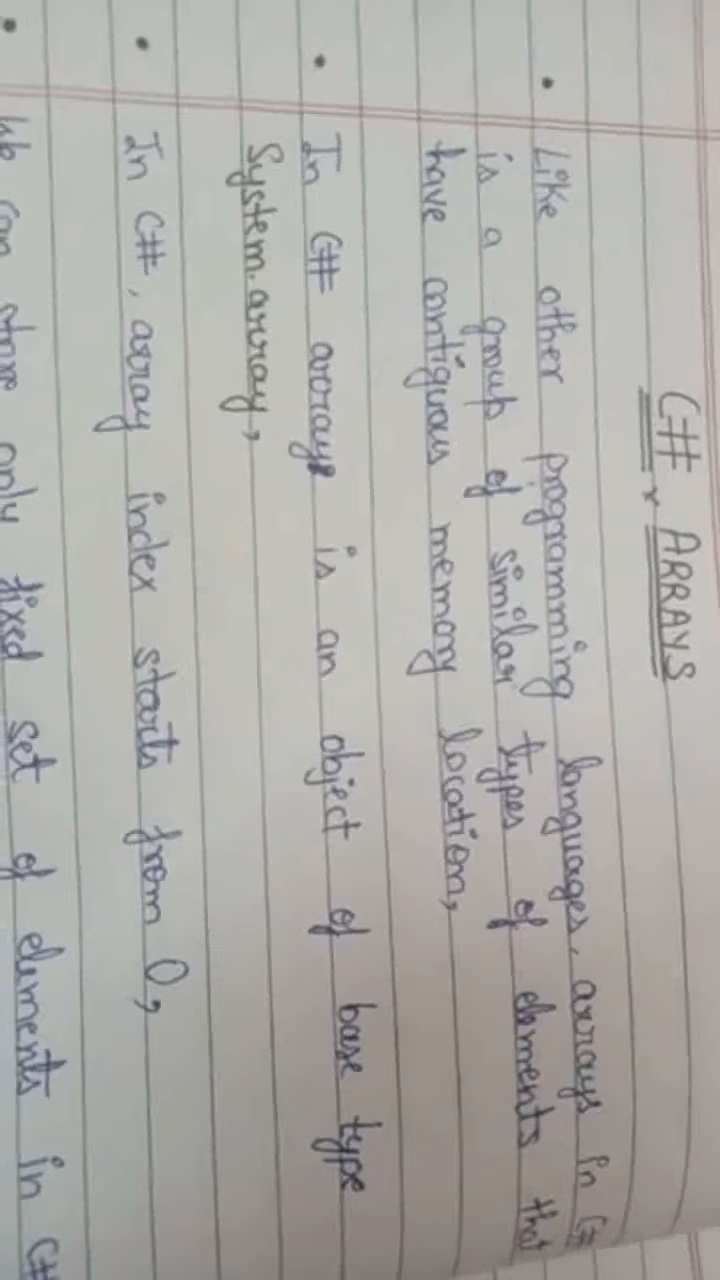 C# ARRAYS
• Like other programming languages, arrays in C#
is a group of similar types of elements that
have contiguous memory location,
• In C# array is an object of base type
System.array,
• In C#, array index starts from 0,
• We can store only fixed set of elements in C#